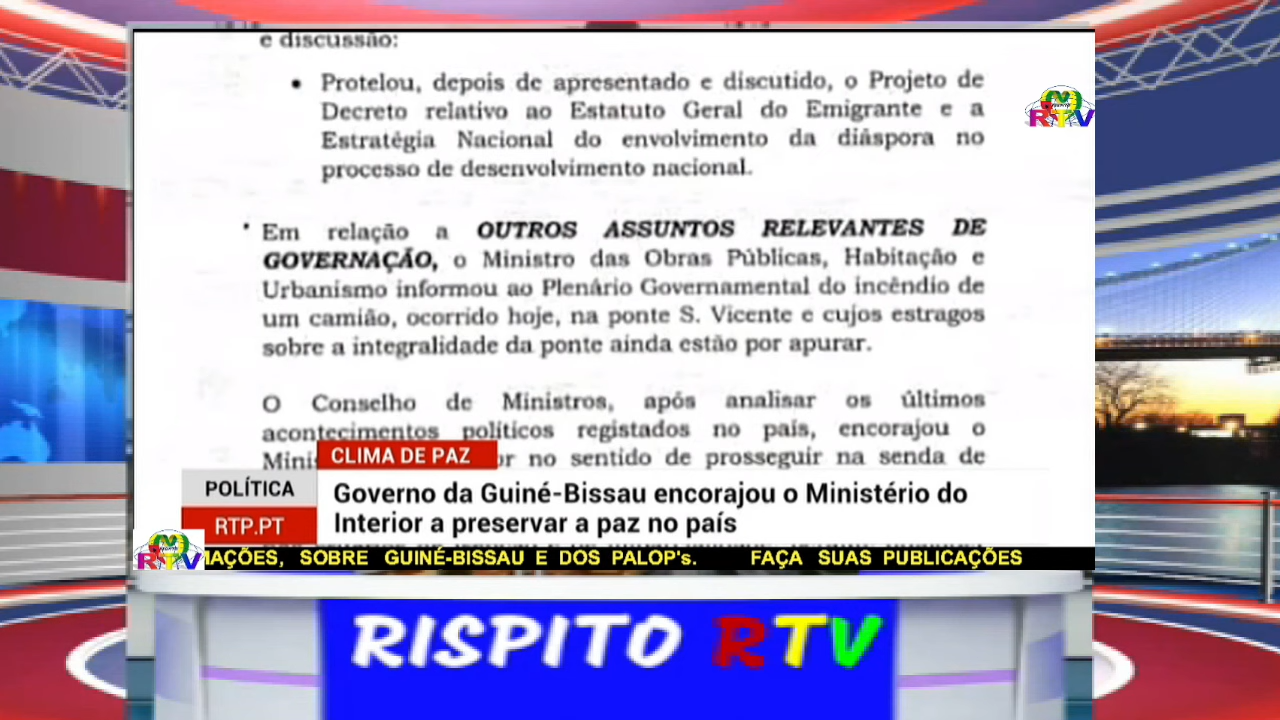 e discussão:
• Protelou, depois de apresentado e discutido, o Projeto de
Decreto relativo ao Estatuto Geral do Emigrante e a
Estratégia Nacional do envolvimento da diáspora no
processo de desenvolvimento nacional.
Em relação a OUTROS ASSUNTOS RELEVANTES DE
GOVERNAÇÃO, o Ministro das Obras Públicas, Habitação e
Urbanismo informou ao Plenário Governamental do incêndio de
um camião, ocorrido hoje, na ponte S. Vicente e cujos estragos
sobre a integralidade da ponte ainda estão por apurar.
O Conselho de Ministros, após analisar os últimos
acontecimentos políticos registados no país, encorajou o
no sentido de prosseguir na senda de
RTV
CLIMA DE PAZ
POLÍTICA
RTP.PT
Governo da Guiné-Bissau encorajou o Ministério do
Interior a preservar a paz no país
RTV
SOBRE GUINÉ-BISSAU E DOS PALOP's. FAÇA SUAS PUBLICAÇÕES
RISPITO RTV